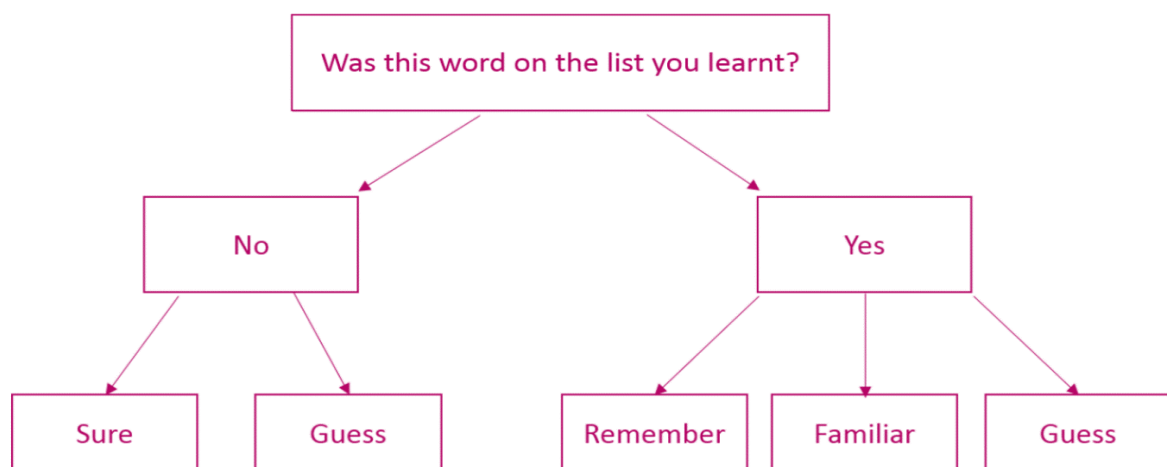 Was this word on the list you learnt?
No
Yes
Sure
Guess
Remember
Familiar
Guess